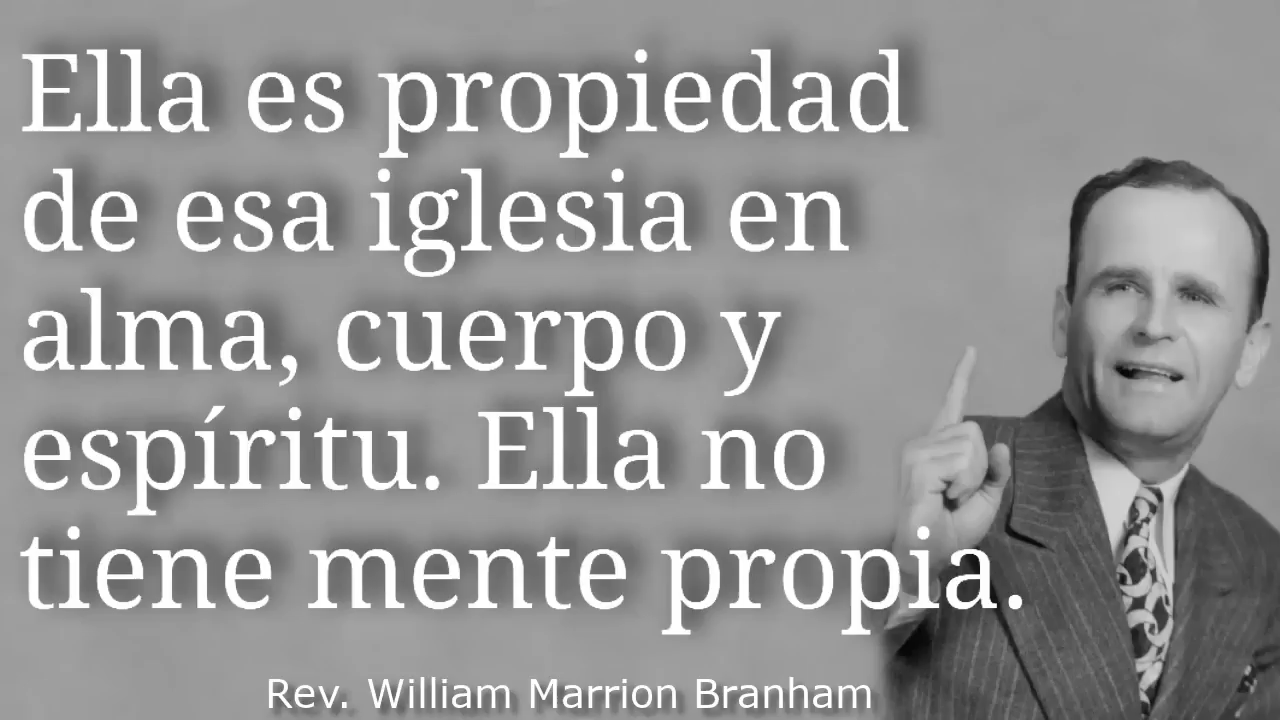 Ella es propiedad
de esa iglesia en
alma, cuerpo y
espíritu. Ella no
tiene mente propia.
Rev. William Marrion Branham